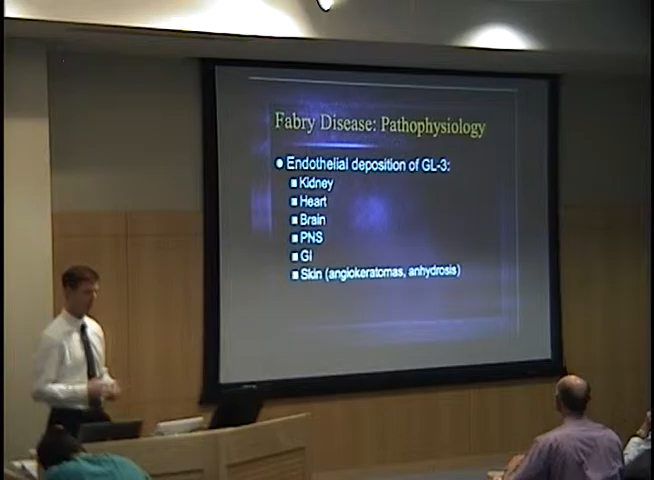 Fabry Disease: Pathophysiology
Endothelial deposition of GL-3:
Kidney
Heart
Brain
PNS
GI
Skin (angiokeratomas, anhydrosis)